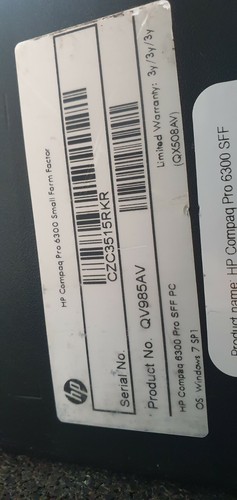 HP Compaq Pro 6300 Small Form Factor
CZC3515RKR
Serial No.
Product No. QV985AV
Limited Warranty: 3y/3y/3y
(QX508AV)
HP Compaq 6300 Pro SFF PC
OS Windows 7 SP1
hp
Product name: HP Compaq Pro 6300 SFF